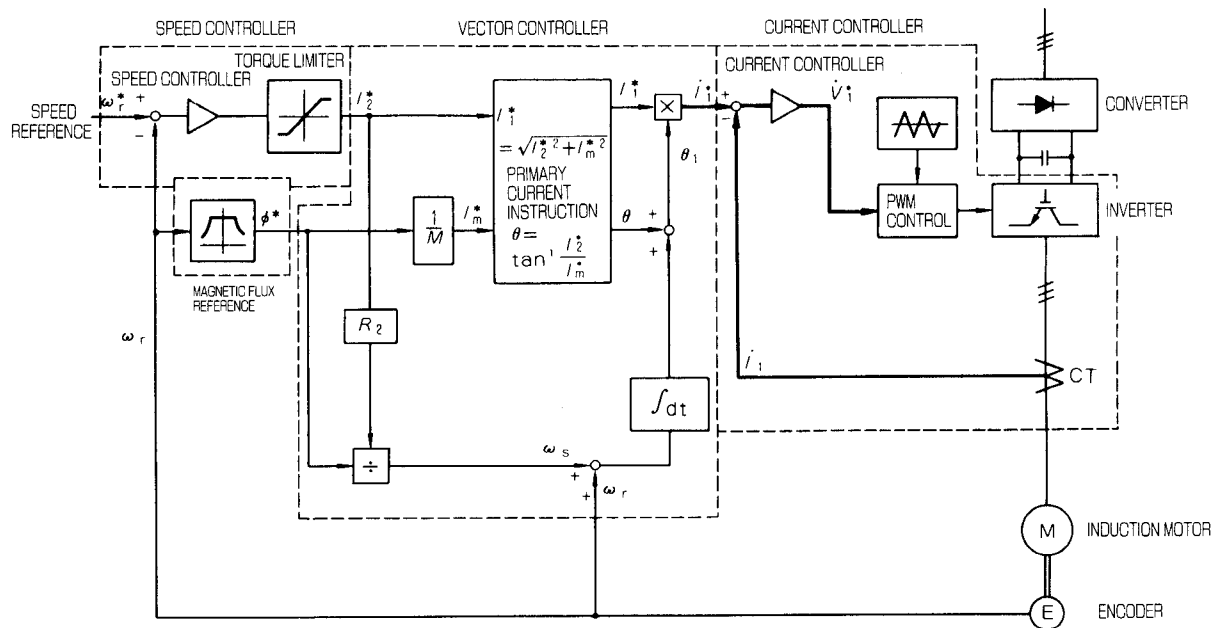 SPEED CONTROLLER
VECTOR CONTROLLER
CURRENT CONTROLLER
TORQUE LIMITER
SPEED CONTROLLER
CURRENT CONTROLLER
SPEED
REFERENCE
ω*r
+
−
I*2
I*1
= √I*2² + I*m²
PRIMARY
CURRENT
INSTRUCTION
θ =
tan' I*2 / I*m
I*1
×
i*1
+
−
V*1
CONVERTER
θ1
PWM
CONTROL
INVERTER
φ*
1/M
I*m
θ
+
+
MAGNETIC FLUX
REFERENCE
ωr
R2
i1
CT
∫dt
÷
ωs
+
+
ωr
M
INDUCTION MOTOR
E
ENCODER